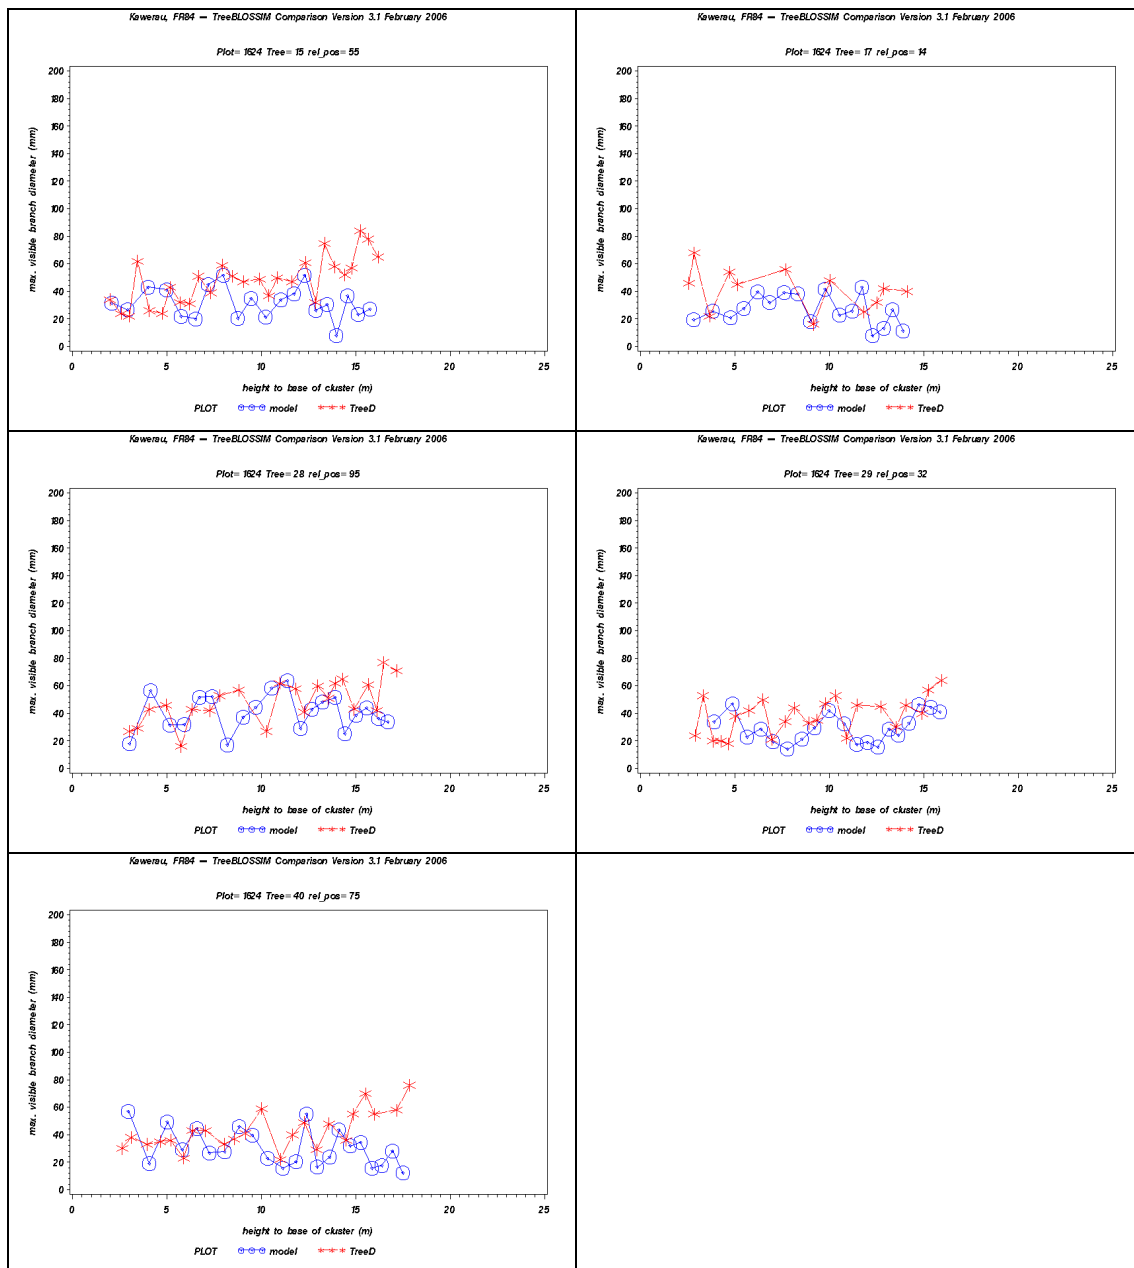 Kawerau, FR84 — TreeBLOSSIM Comparison Version 3.1 February 2006
Plot= 1624 Tree= 15 rel_pos= 55
max. visible branch diameter (mm)
200
180
160
140
120
100
80
60
40
20
0
0 5 10 15 20 25
height to base of cluster (m)
PLOT model TreeD
Kawerau, FR84 — TreeBLOSSIM Comparison Version 3.1 February 2006
Plot= 1624 Tree= 17 rel_pos= 14
max. visible branch diameter (mm)
200
180
160
140
120
100
80
60
40
20
0
0 5 10 15 20 25
height to base of cluster (m)
PLOT model TreeD
Kawerau, FR84 — TreeBLOSSIM Comparison Version 3.1 February 2006
Plot= 1624 Tree= 28 rel_pos= 95
max. visible branch diameter (mm)
200
180
160
140
120
100
80
60
40
20
0
0 5 10 15 20 25
height to base of cluster (m)
PLOT model TreeD
Kawerau, FR84 — TreeBLOSSIM Comparison Version 3.1 February 2006
Plot= 1624 Tree= 29 rel_pos= 32
max. visible branch diameter (mm)
200
180
160
140
120
100
80
60
40
20
0
0 5 10 15 20 25
height to base of cluster (m)
PLOT model TreeD
Kawerau, FR84 — TreeBLOSSIM Comparison Version 3.1 February 2006
Plot= 1624 Tree= 40 rel_pos= 75
max. visible branch diameter (mm)
200
180
160
140
120
100
80
60
40
20
0
0 5 10 15 20 25
height to base of cluster (m)
PLOT model TreeD